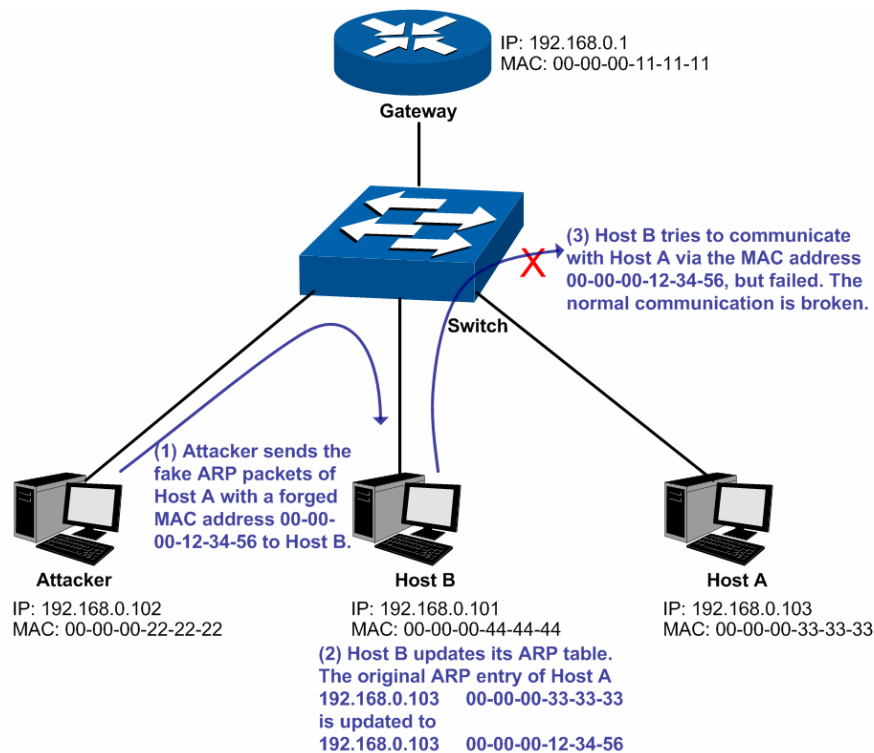 IP: 192.168.0.1
MAC: 00-00-00-11-11-11
Gateway
(3) Host B tries to communicate
with Host A via the MAC address
00-00-00-12-34-56, but failed. The
normal communication is broken.
X
Switch
(1) Attacker sends the
fake ARP packets of
Host A with a forged
MAC address 00-00-
00-12-34-56 to Host B.
Attacker
IP: 192.168.0.102
MAC: 00-00-00-22-22-22
Host B
IP: 192.168.0.101
MAC: 00-00-00-44-44-44
Host A
IP: 192.168.0.103
MAC: 00-00-00-33-33-33
(2) Host B updates its ARP table.
The original ARP entry of Host A
192.168.0.103 00-00-00-33-33-33
is updated to
192.168.0.103 00-00-00-12-34-56